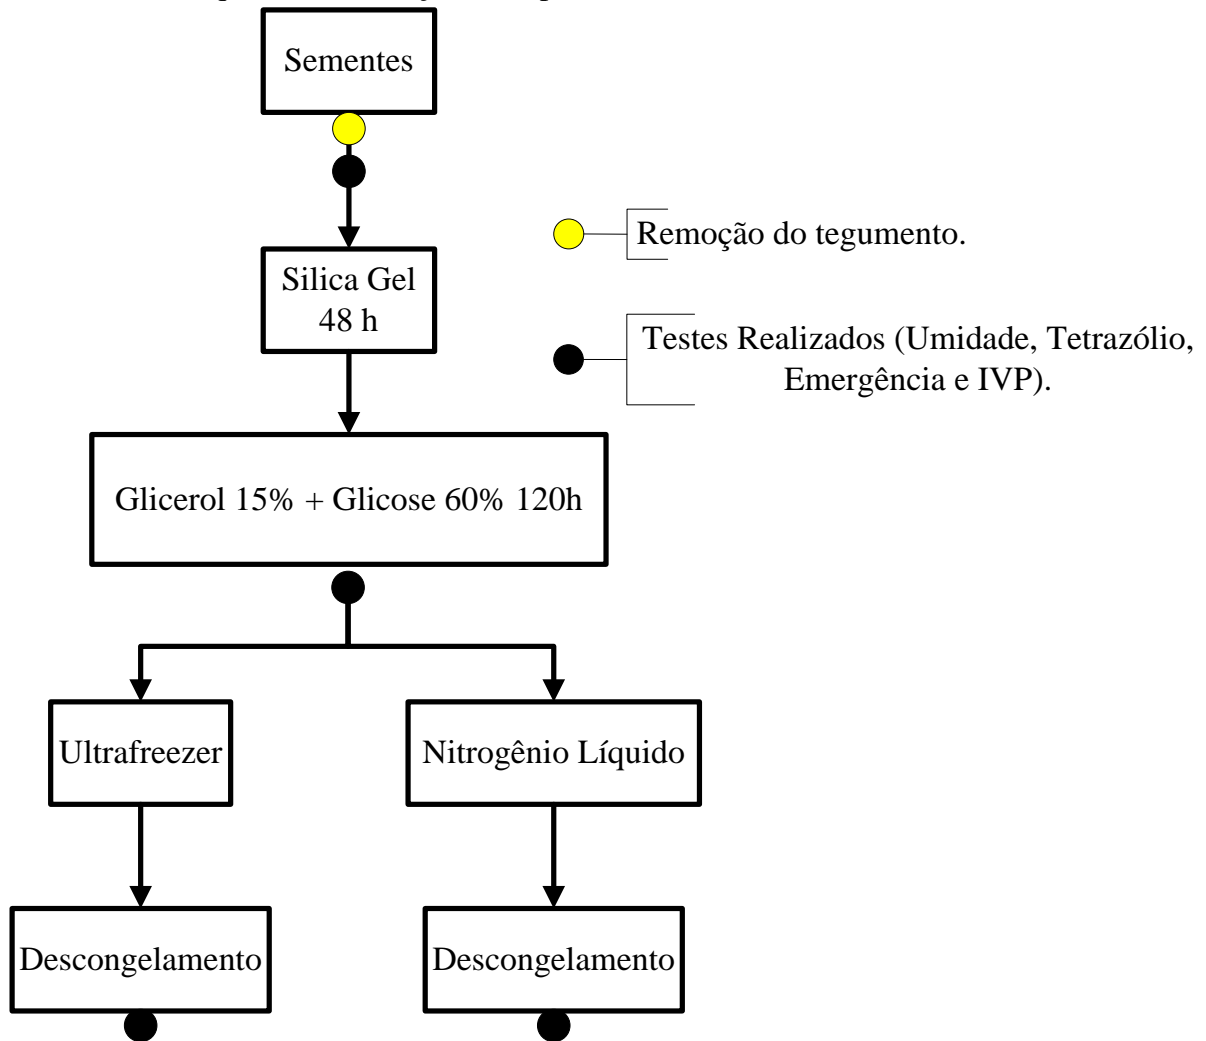 Sementes
Remoção do tegumento.
Silica Gel
48 h
Testes Realizados (Umidade, Tetrazólio,
Emergência e IVP).
Glicerol 15% + Glicose 60% 120h
Ultrafreezer
Nitrogênio Líquido
Descongelamento
Descongelamento